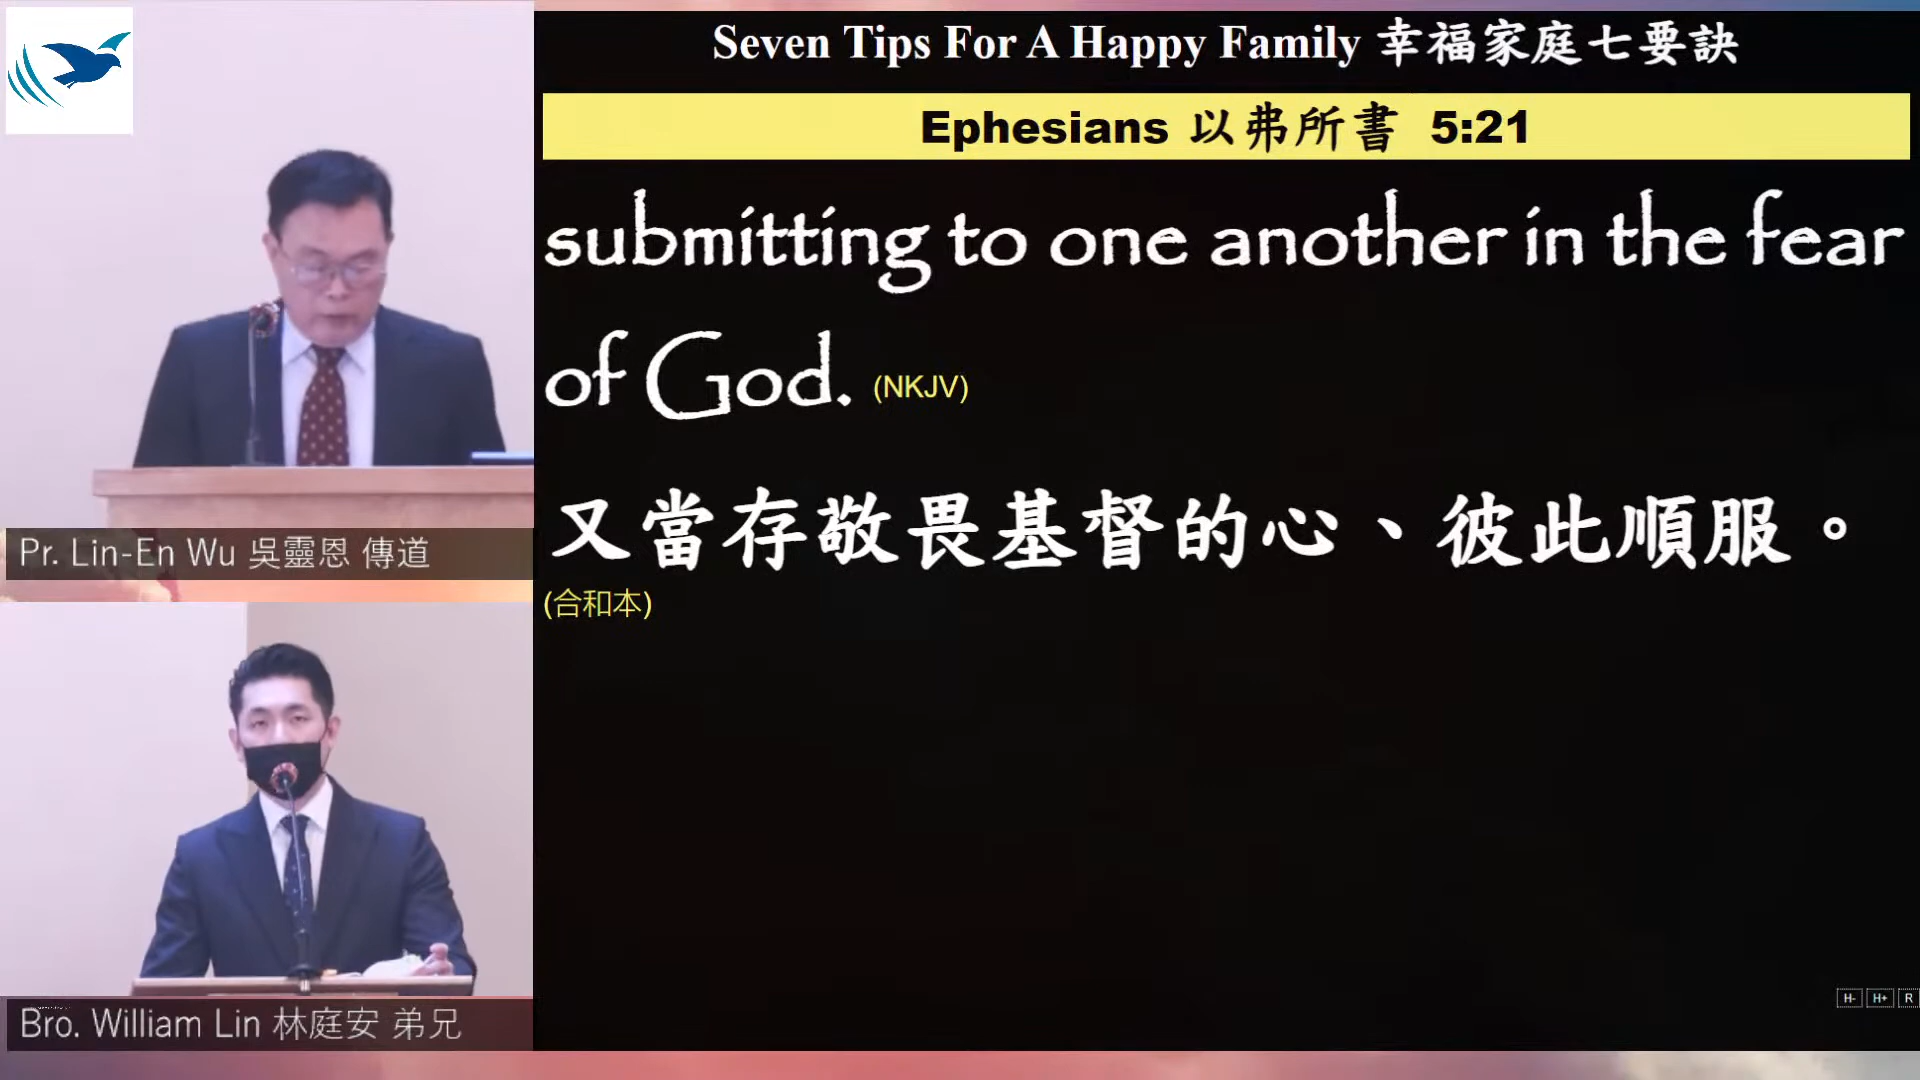 Seven Tips For A Happy Family 幸福家庭七要訣
Ephesians 以弗所書 5:21
submitting to one another in the fear
of God. (NKJV)
又當存敬畏基督的心、彼此順服。
(合和本)
Pr. Lin-En Wu 吳靈恩 傳道
Bro. William Lin 林庭安 弟兄
H- H+ R